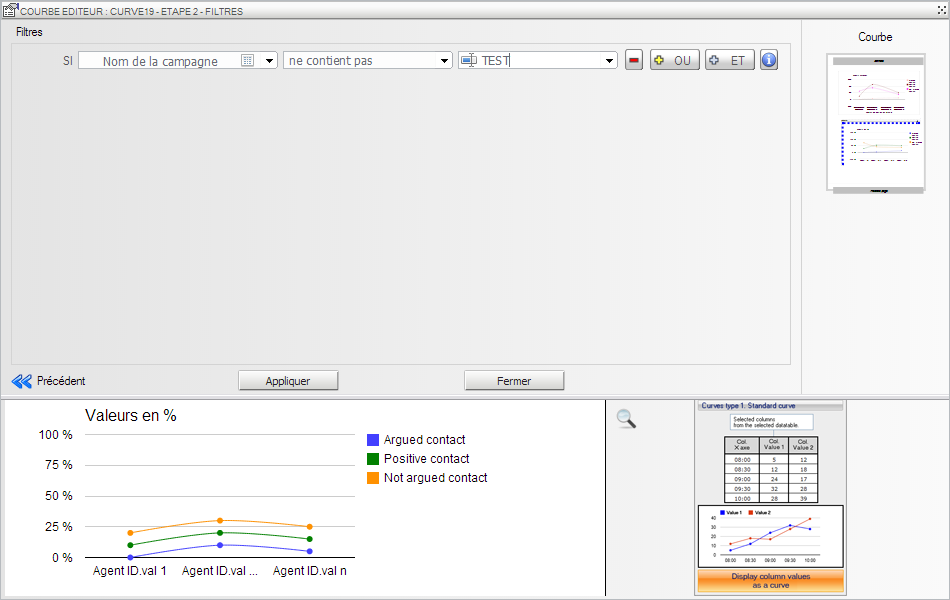 COURBE EDITEUR : CURVE19 - ETAPE 2 - FILTRES
Filtres
SI Nom de la campagne ne contient pas TEST OU ET
Courbe
Précédent Appliquer Fermer
Valeurs en %
100 %
75 %
50 %
25 %
0 %
Agent ID.val 1 Agent ID.val ... Agent ID.val n
Argued contact
Positive contact
Not argued contact
Curves type 1. Standard curve
Selected columns
from the selected datatable.
Col. X axe Col. Value 1 Col. Value 2
08:00 5 12
08:30 12 18
09:00 24 17
09:30 32 28
10:00 28 39
Value 1 Value 2
40
30
20
10
0
08:00 08:30 09:00 09:30 10:00
Display column values
as a curve